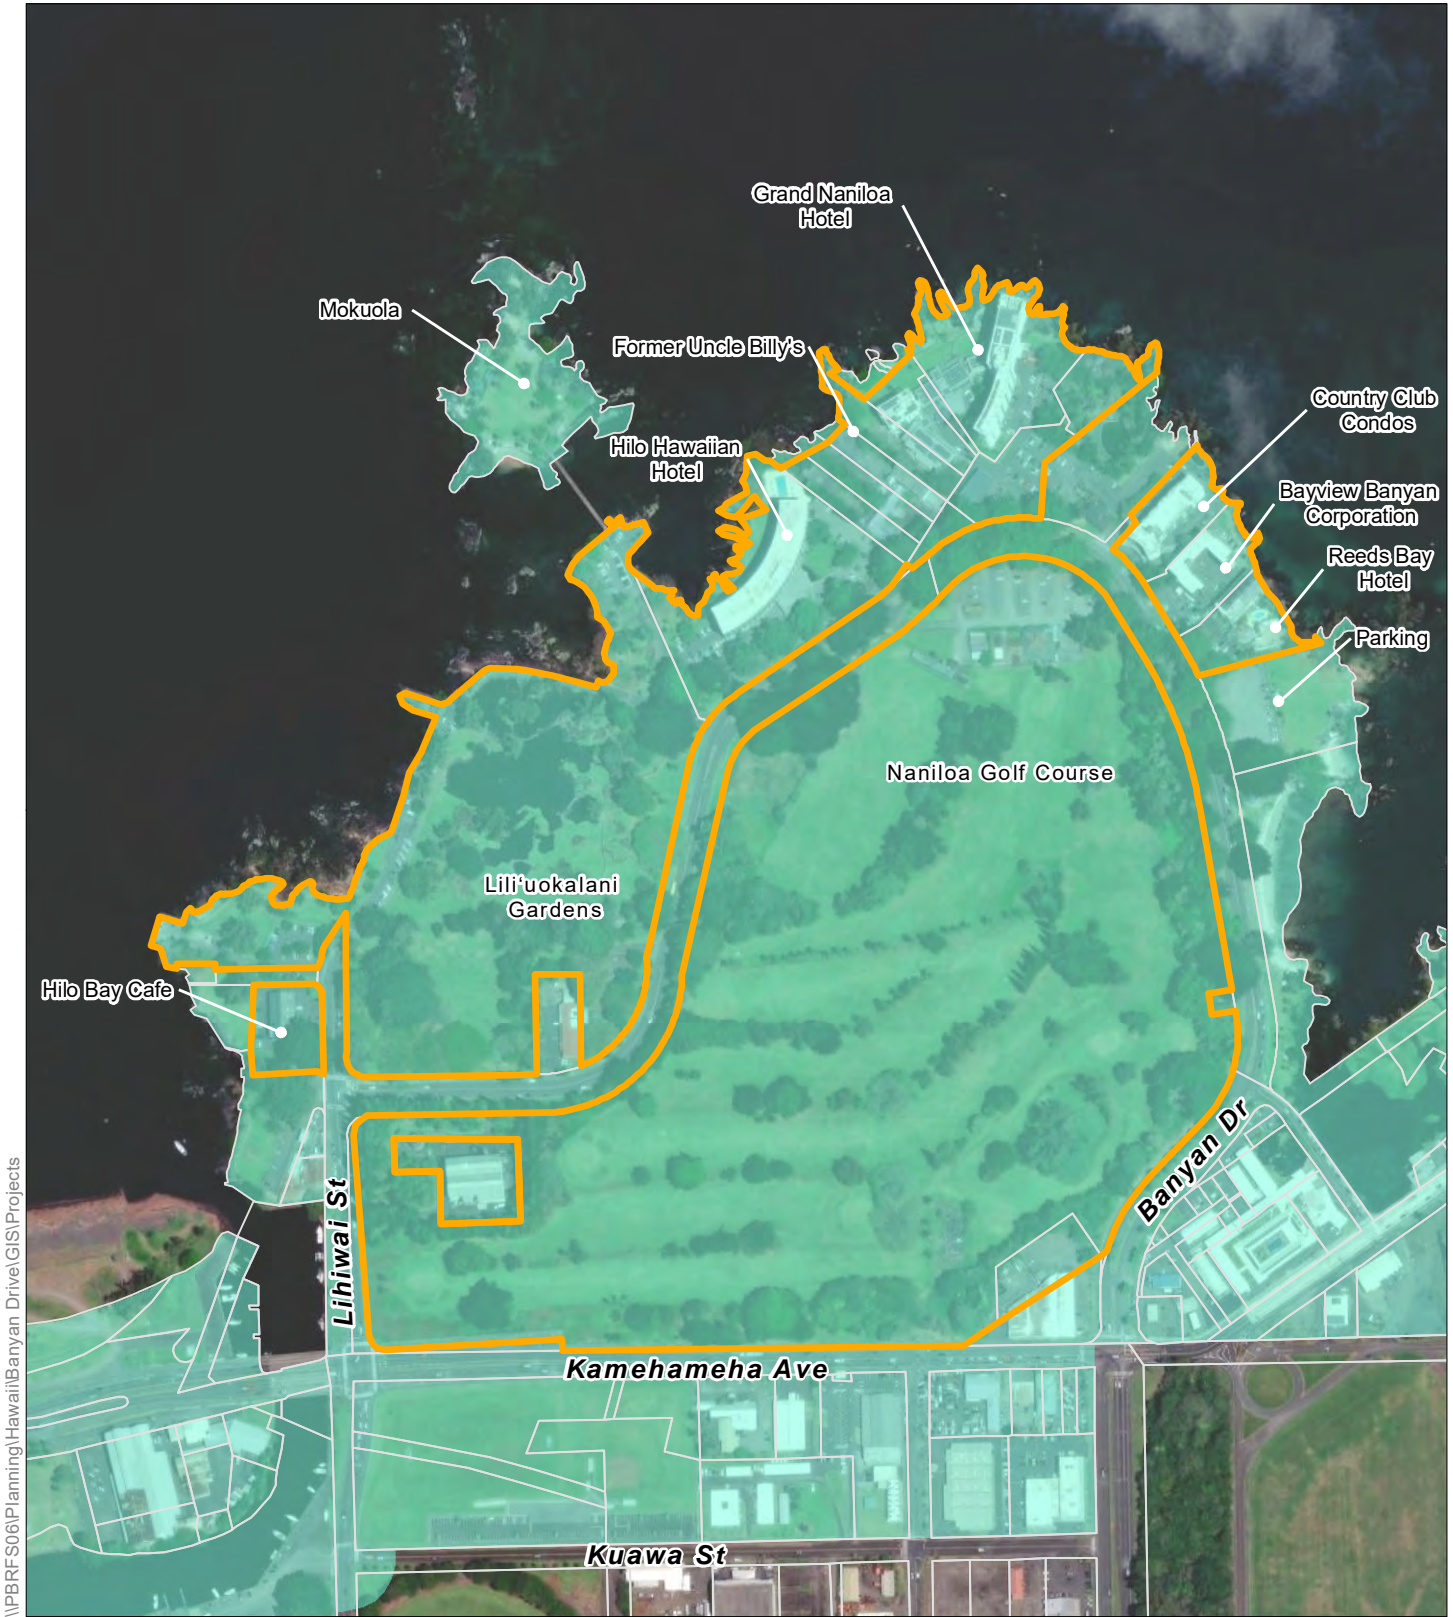 Grand Naniloa
Hotel
Mokuola
Former Uncle Billy's
Country Club
Condos
Hilo Hawaiian
Hotel
Bayview Banyan
Corporation
Reeds Bay
Hotel
Parking
Naniloa Golf Course
Liliʻuokalani
Gardens
Hilo Bay Cafe
Banyan Dr
Lihiwai St
Kamehameha Ave
Kuawa St
\\PBRFS06\Planning\Hawaii\Banyan Drive\GIS\Projects